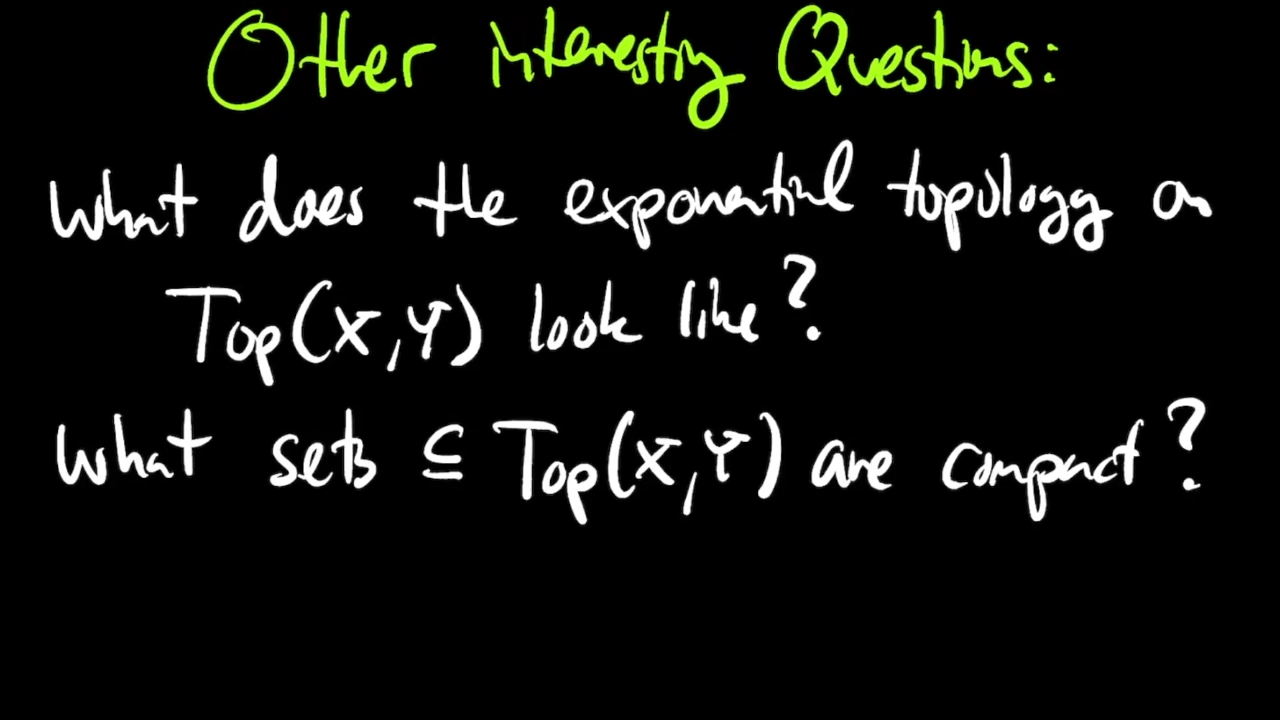 Other interesting Questions:
What does the exponential topology on
Top(X,Y) look like?
What sets ⊆ Top(X,Y) are compact?